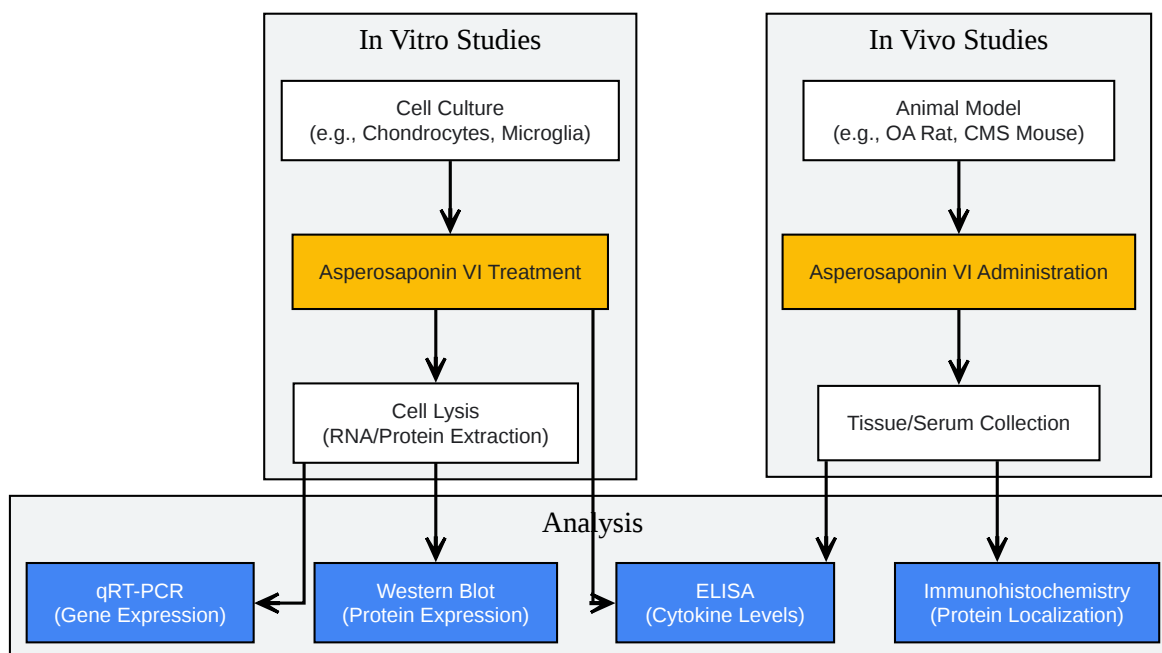 In Vitro Studies
Cell Culture
(e.g., Chondrocytes, Microglia)
Asperosaponin VI Treatment
Cell Lysis
(RNA/Protein Extraction)
In Vivo Studies
Animal Model
(e.g., OA Rat, CMS Mouse)
Asperosaponin VI Administration
Tissue/Serum Collection
Analysis
qRT-PCR
(Gene Expression)
Western Blot
(Protein Expression)
ELISA
(Cytokine Levels)
Immunohistochemistry
(Protein Localization)